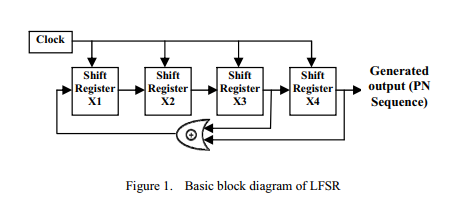 Clock
Shift
Register
X1
Shift
Register
X2
Shift
Register
X3
Shift
Register
X4
Generated
output (PN
Sequence)
Figure 1. Basic block diagram of LFSR